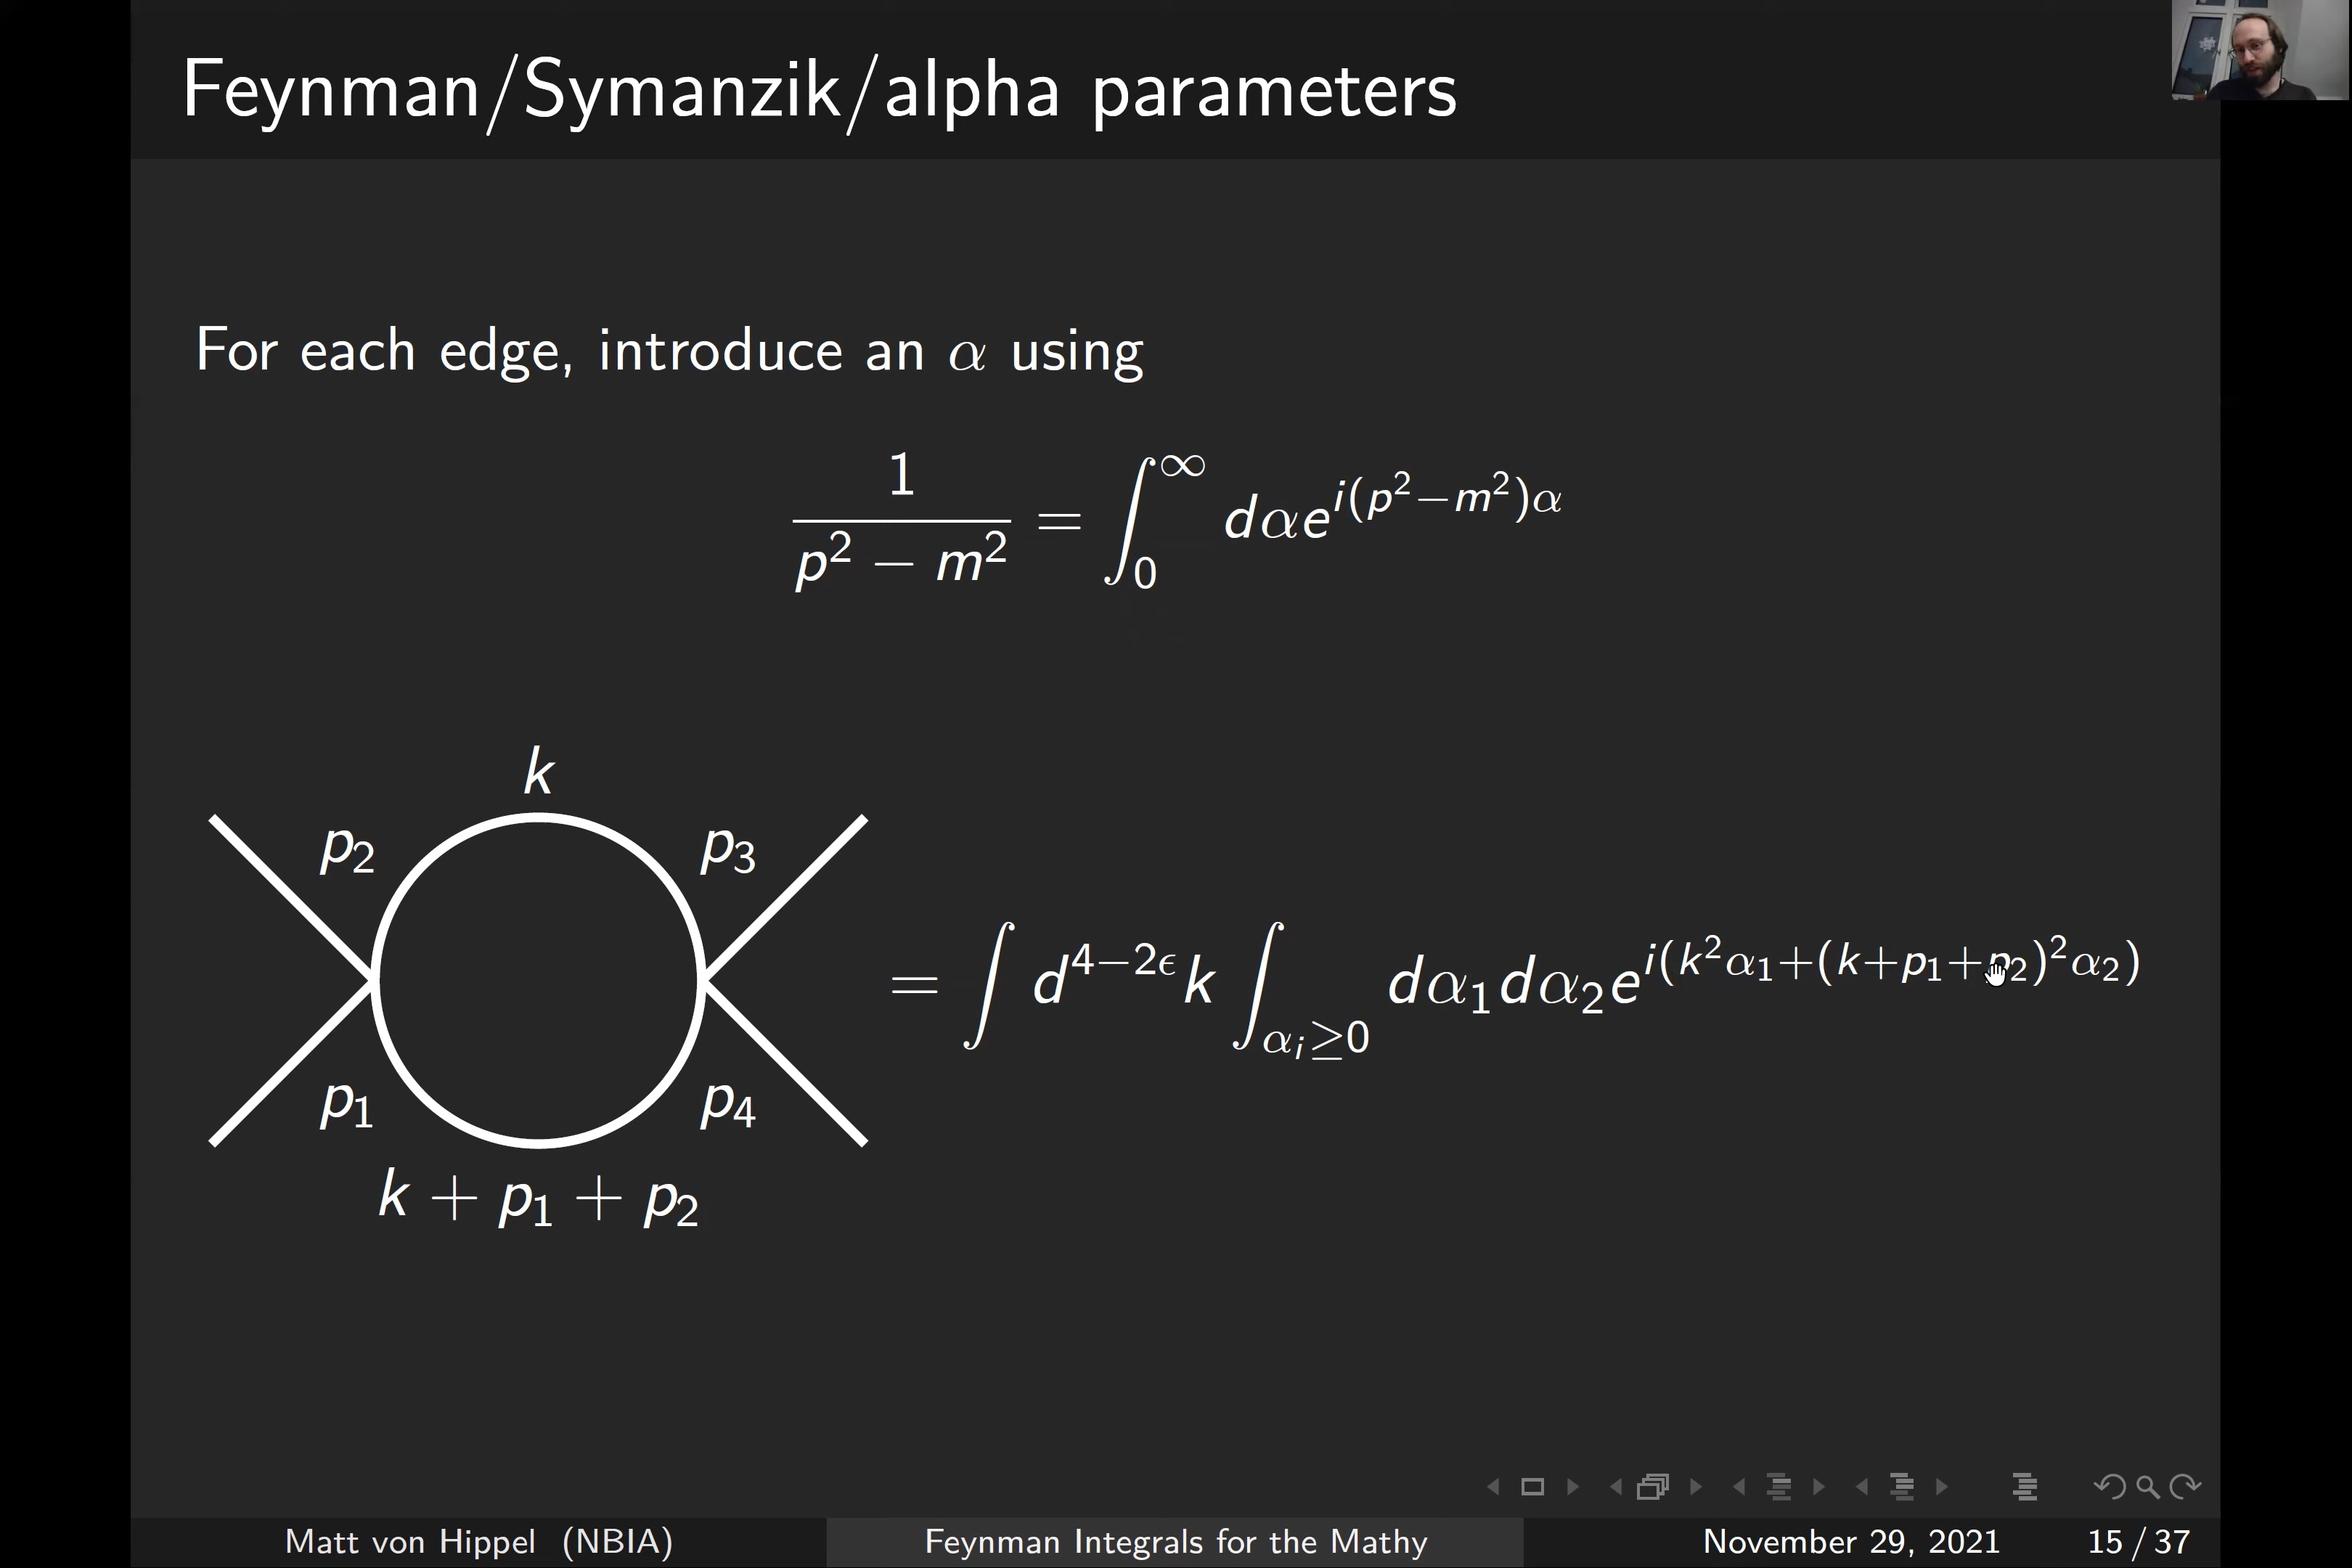 Feynman/Symanzik/alpha parameters
For each edge, introduce an α using
1/(p² − m²) = ∫₀^∞ dαe^{i(p²−m²)α}
k
p₂ p₃
= ∫ d^{4−2ϵ}k ∫_{αᵢ≥0} dα₁dα₂e^{i(k²α₁+(k+p₁+p₂)²α₂)}
p₁ p₄
k + p₁ + p₂
Matt von Hippel (NBIA) Feynman Integrals for the Mathy November 29, 2021 15 / 37